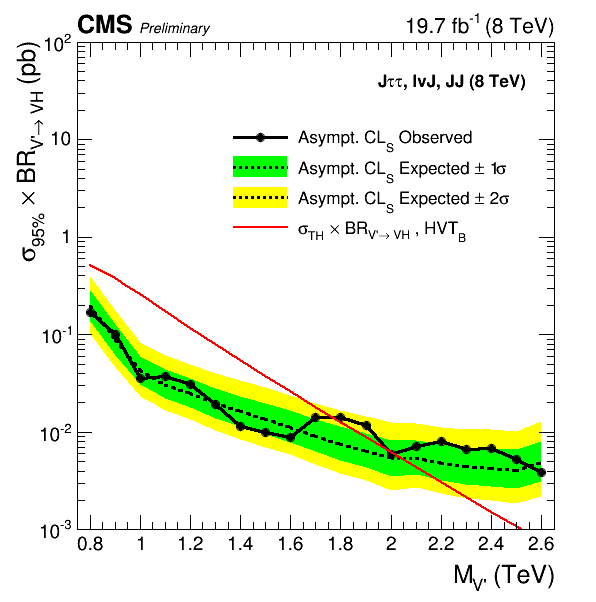 CMS Preliminary 19.7 fb⁻¹ (8 TeV)
σ95% × BR V'→ VH (pb)
10²
Jττ, lνJ, JJ (8 TeV)
10
Asympt. CLS Observed
Asympt. CLS Expected ± 1σ
Asympt. CLS Expected ± 2σ
1
σTH × BR V'→ VH , HVTB
10⁻¹
10⁻²
10⁻³
0.8 1 1.2 1.4 1.6 1.8 2 2.2 2.4 2.6
MV' (TeV)